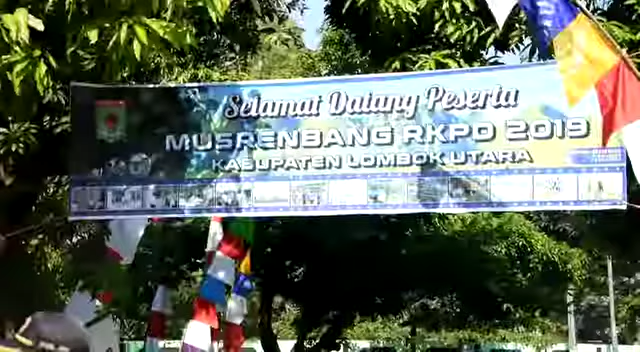 Selamat Datang Peserta
MUSRENBANG RKPD 2019
KABUPATEN LOMBOK UTARA